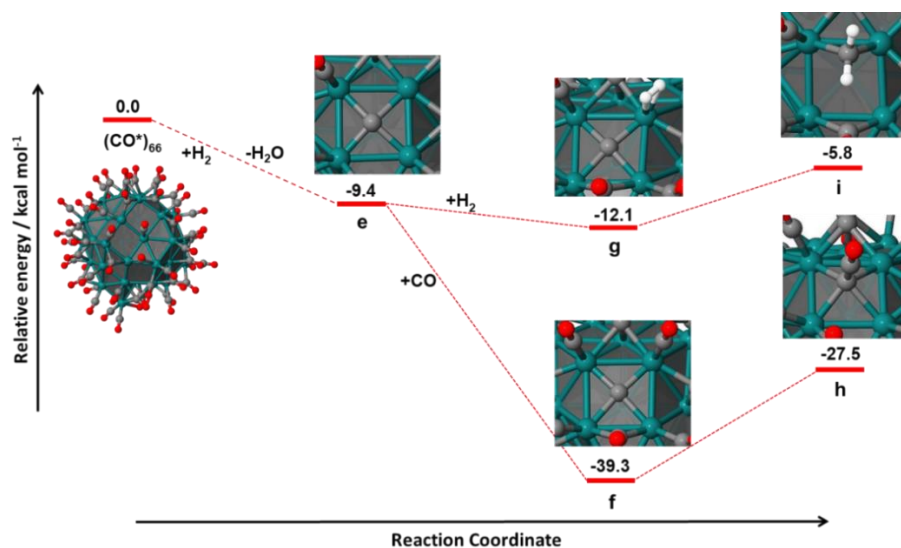 0.0
(CO*)66
+H2
-H2O
-9.4
e
+H2
-12.1
g
-5.8
i
+CO
-39.3
f
-27.5
h
Relative energy / kcal mol-1
Reaction Coordinate